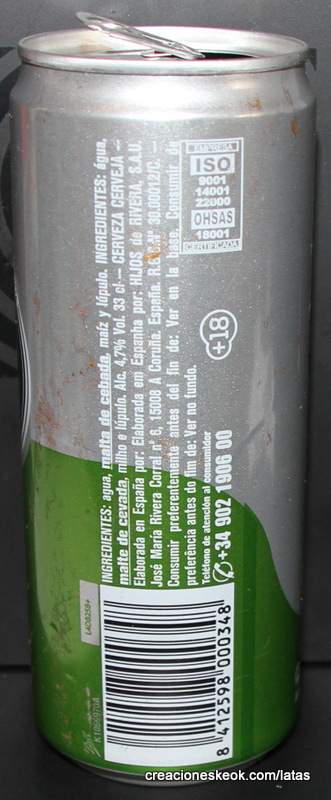 INGREDIENTES: agua, malta de cebada, maíz y lúpulo. INGREDIENTES: água,
malte de cevada, milho e lúpulo. Alc. 4,7% Vol. 33 cl- — CERVEZA CERVEJA —
Elaborada en España por: Elaborada em Espanha por: HIJOS de RIVERA, S.A.U.
José María Rivera Corral nº 6, 15008 A Coruña. España. R.G.S. Nº 30.00012/C. –
Consumir preferentemente antes del fin de: Ver en la base. Consumir de
preferência antes do fim de: Ver no fundo.
Teléfono de atención al consumidor
+34 902 1906 00
EMPRESA
ISO
9001
14001
22000
OHSAS
18001
CERTIFICADA
+18
L4D825B+
8 412598 000348
creacioneskeok.com/latas